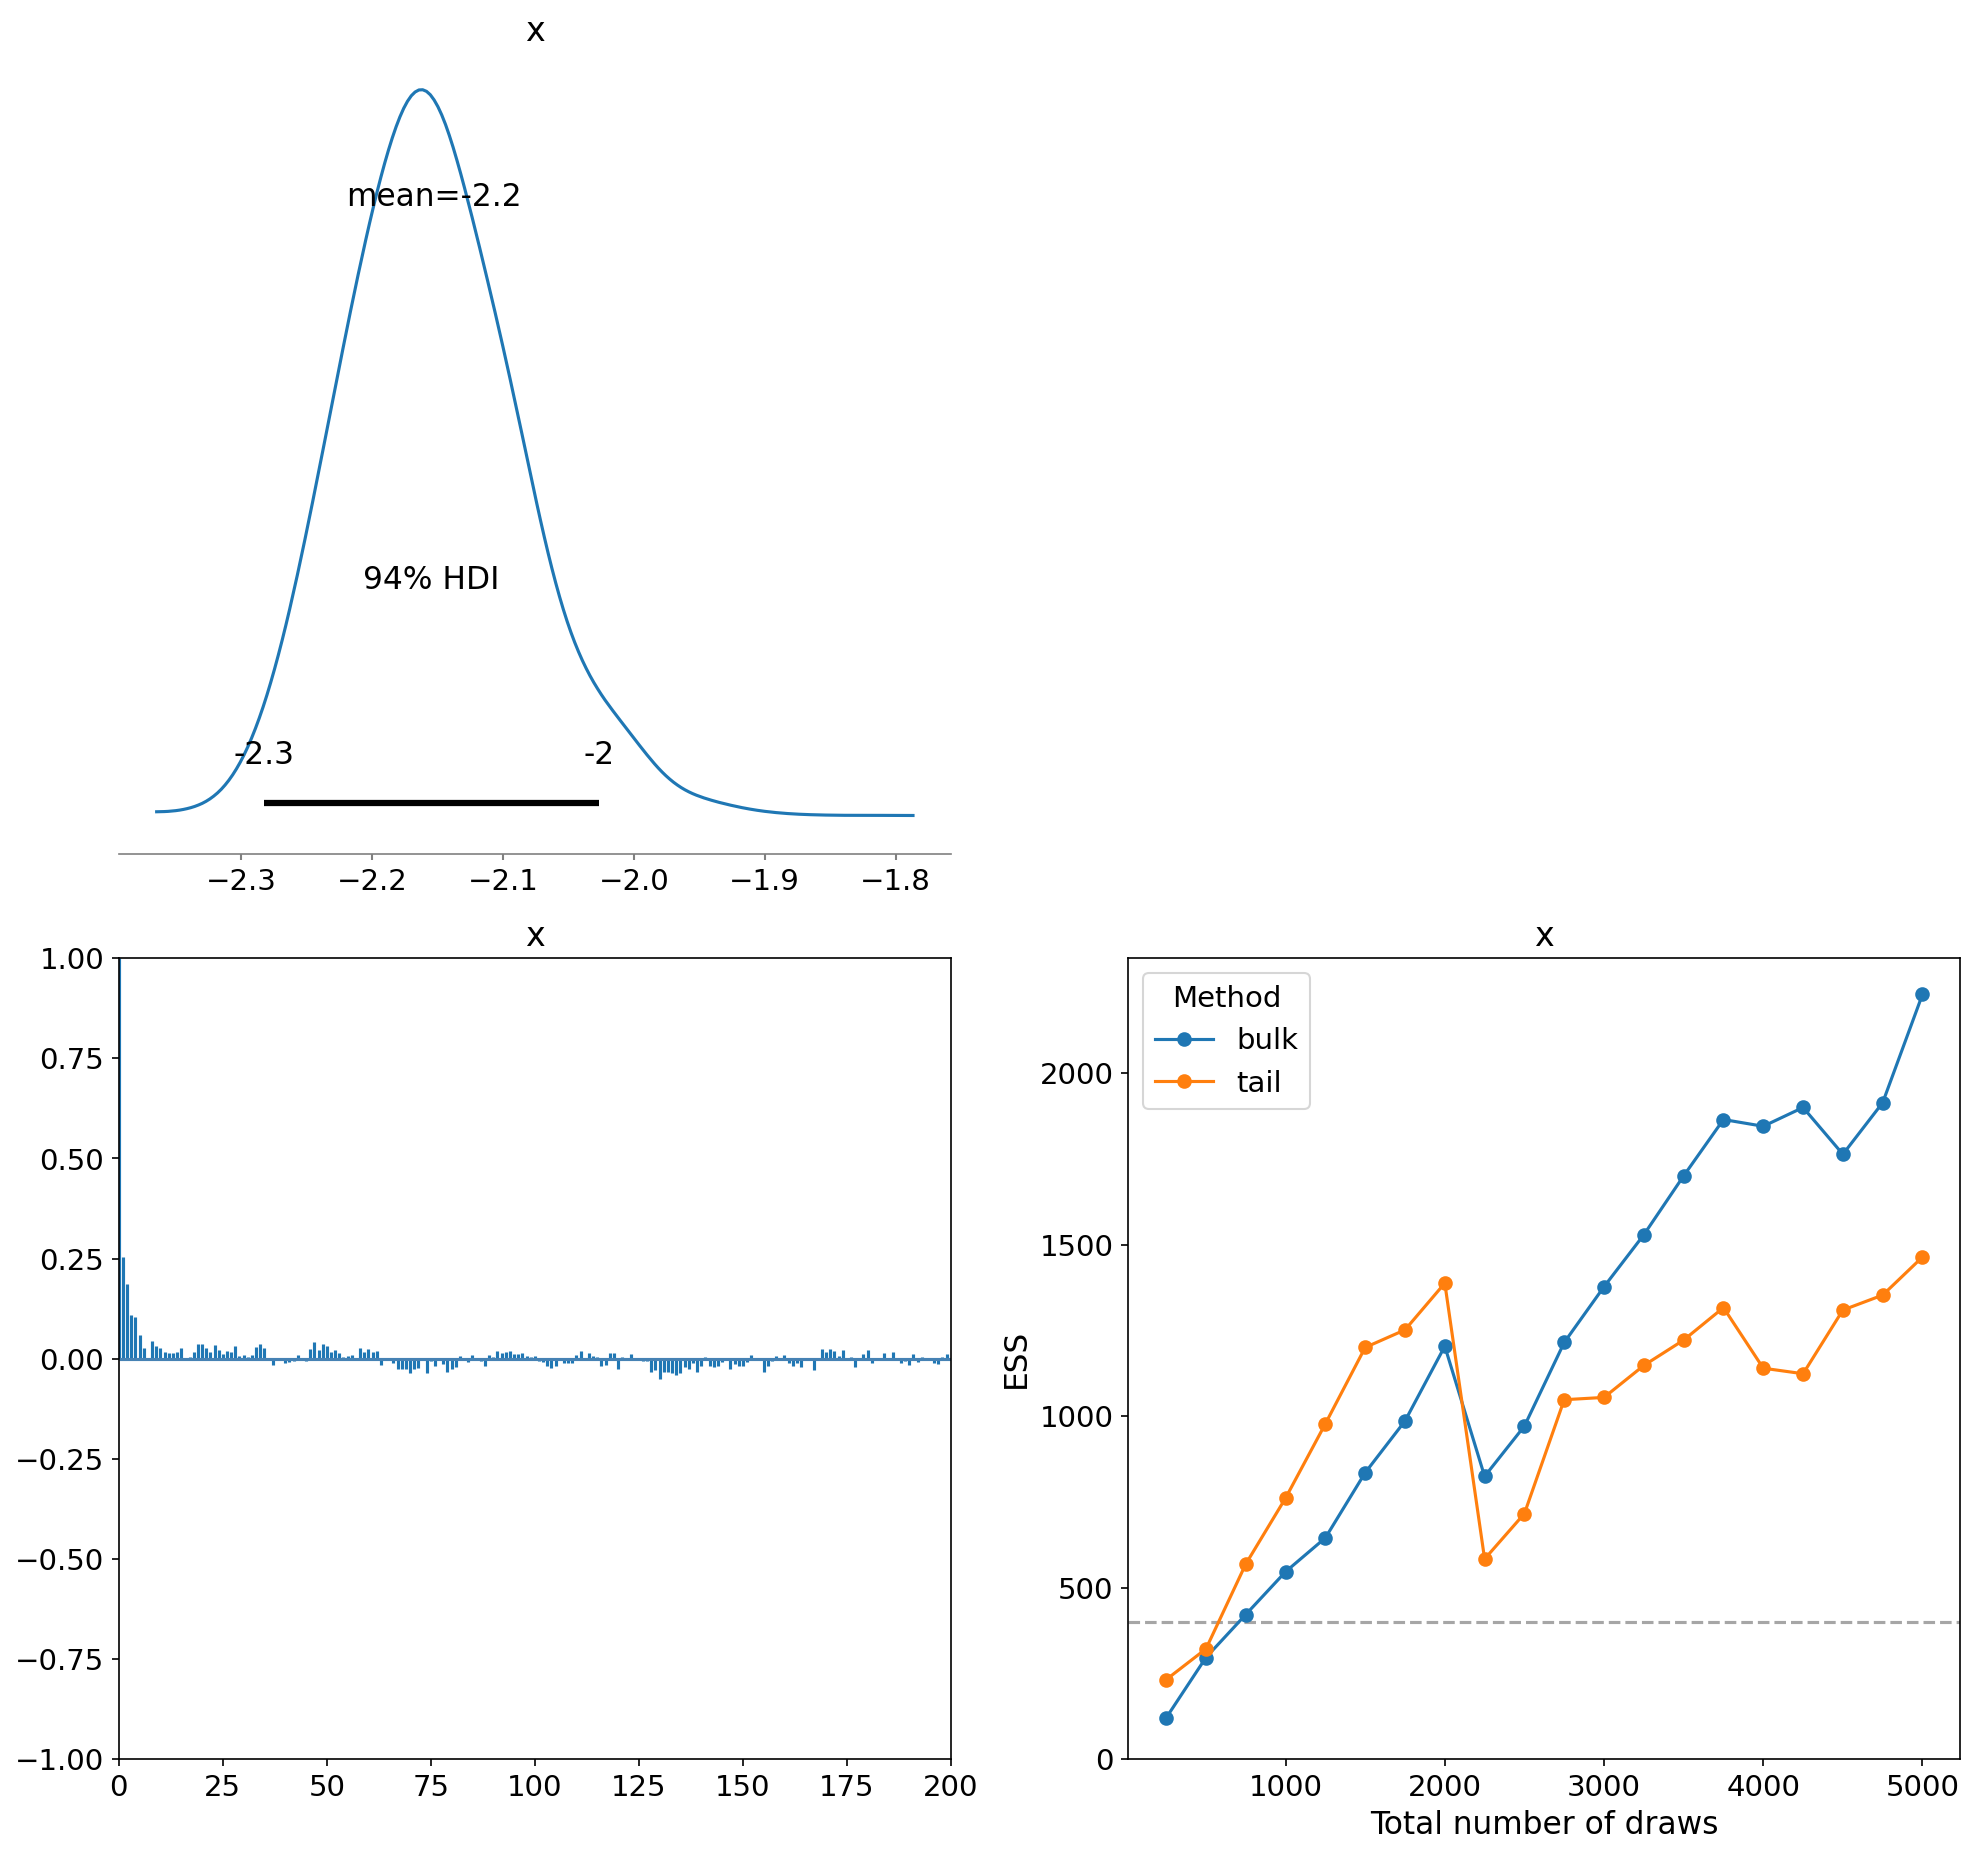 x
mean=-2.2
94% HDI
-2.3 -2
−2.3 −2.2 −2.1 −2.0 −1.9 −1.8
x
1.00
0.75
0.50
0.25
0.00
−0.25
−0.50
−0.75
−1.00
0 25 50 75 100 125 150 175 200
x
Method
bulk
tail
ESS
2000
1500
1000
500
0
1000 2000 3000 4000 5000
Total number of draws